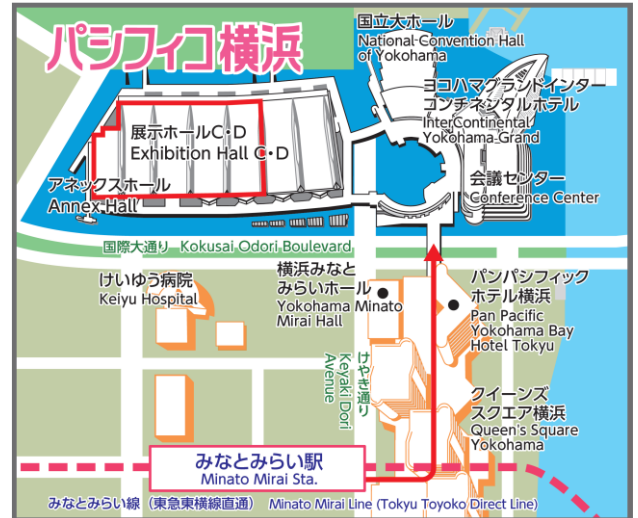 パシフィコ横浜
国立大ホール
National Convention Hall
of Yokohama
ヨコハマグランドインター
コンチネンタルホテル
InterContinental
Yokohama Grand
展示ホールC・D
Exhibition Hall C・D
アネックスホール
Annex Hall
会議センター
Conference Center
国際大通り Kokusai Odori Boulevard
けいゆう病院
Keiyu Hospital
横浜みなと
みらいホール
Yokohama Minato
Mirai Hall
パンパシフィック
ホテル横浜
Pan Pacific
Yokohama Bay
Hotel Tokyu
けやき通り
Keyaki Dori
Avenue
クイーンズ
スクエア横浜
Queen's Square
Yokohama
みなとみらい駅
Minato Mirai Sta.
みなとみらい線（東急東横線直通） Minato Mirai Line (Tokyu Toyoko Direct Line)